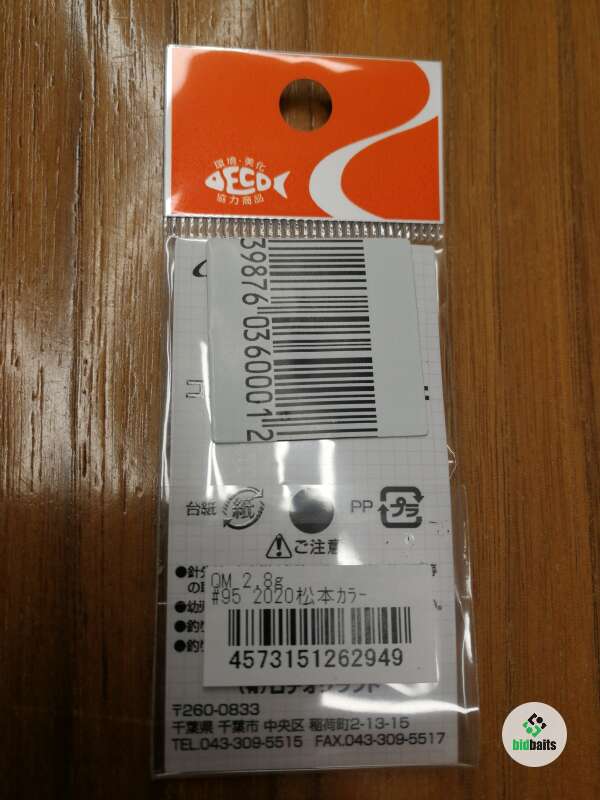 環境・美化
ECO
協力商品
39876 03600012
台紙
紙
PP
プラ
ご注意
QM 2.8g
#95 2020松本カラー
4573151262949
〒260-0833
千葉県 千葉市 中央区 稲荷町2-13-15
TEL.043-309-5515 FAX.043-309-5517
bidbaits